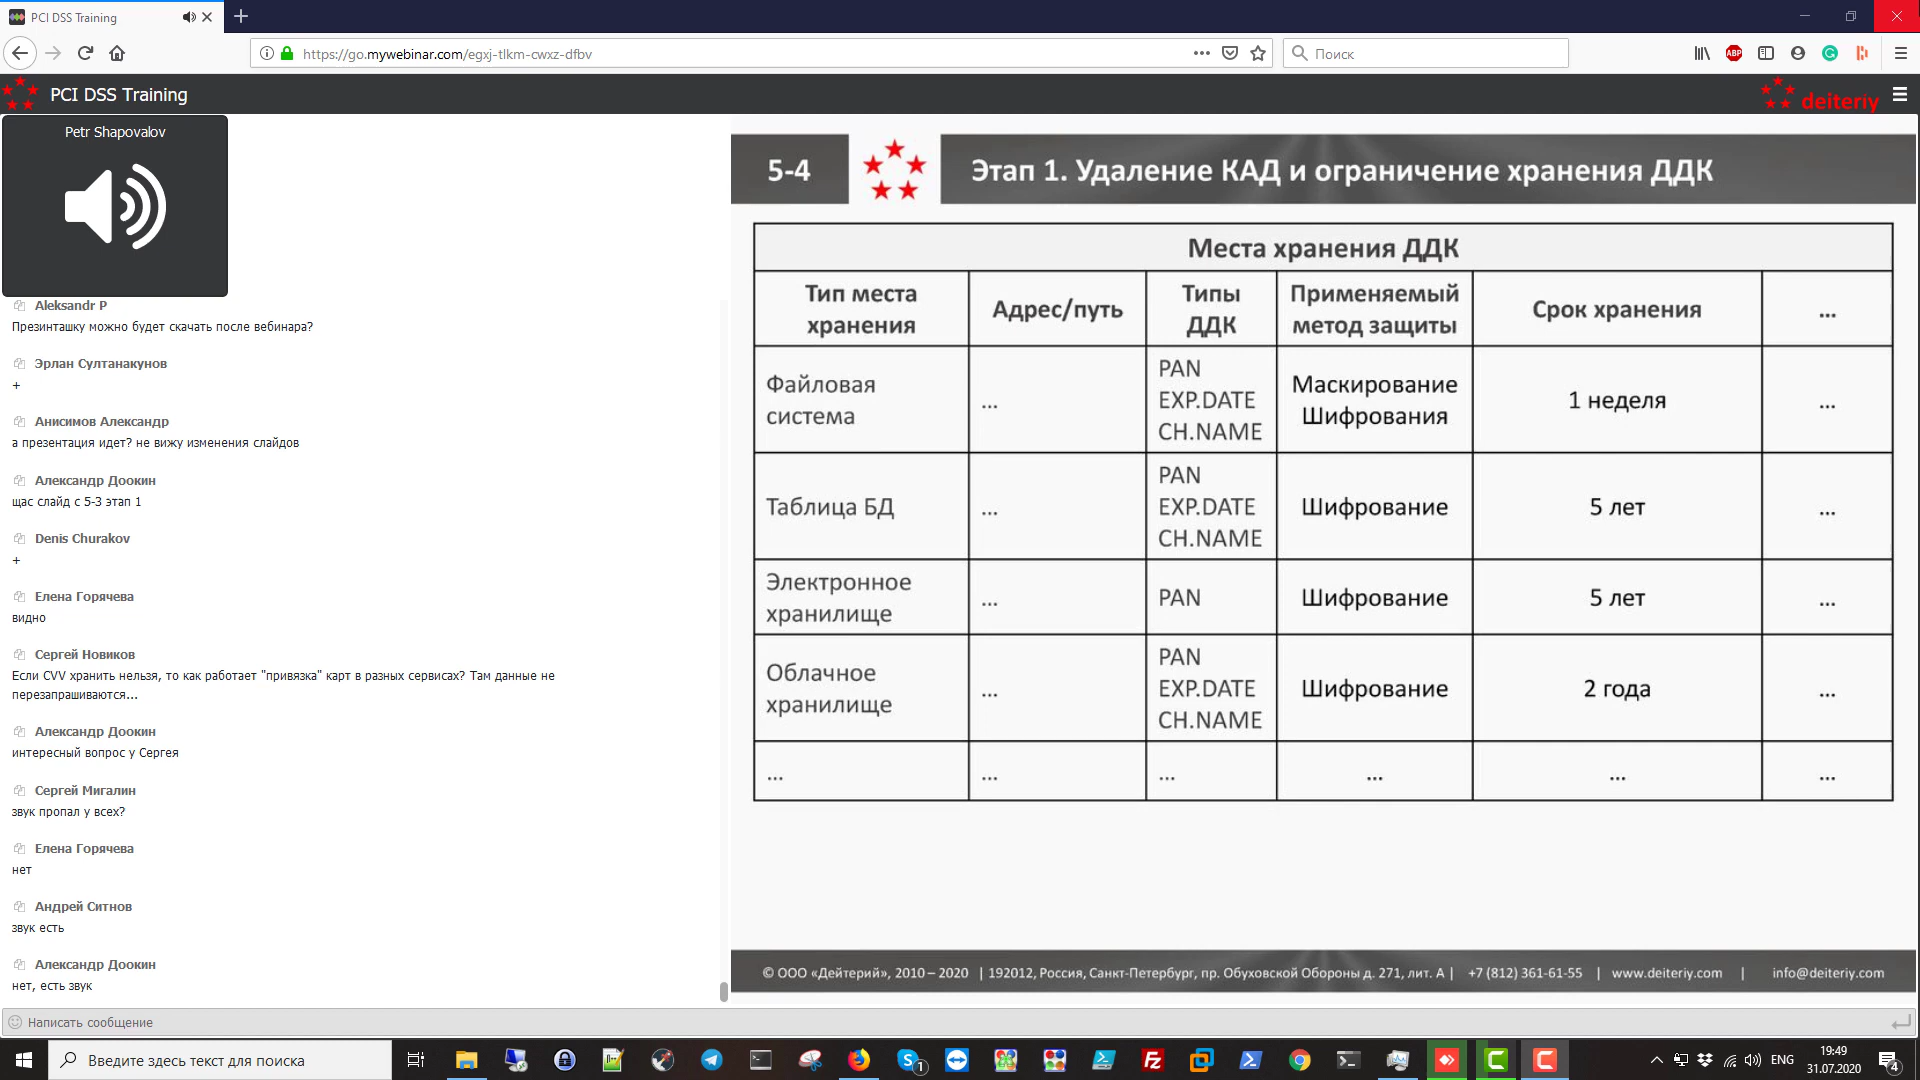 PCI DSS Training
https://go.mywebinar.com/egxj-tlkm-cwxz-dfbv
Поиск
ABP
PCI DSS Training
deiteriy
Petr Shapovalov
Aleksandr P
Презинташку можно будет скачать после вебинара?
Эрлан Султанакунов
+
Анисимов Александр
а презентация идет? не вижу изменения слайдов
Александр Доокин
щас слайд с 5-3 этап 1
Denis Churakov
+
Елена Горячева
видно
Сергей Новиков
Если CVV хранить нельзя, то как работает "привязка" карт в разных сервисах? Там данные не
перезапрашиваются...
Александр Доокин
интересный вопрос у Сергея
Сергей Мигалин
звук пропал у всех?
Елена Горячева
нет
Андрей Ситнов
звук есть
Александр Доокин
нет, есть звук
Написать сообщение
5-4
Этап 1. Удаление КАД и ограничение хранения ДДК
Места хранения ДДК
Тип места хранения
Адрес/путь
Типы ДДК
Применяемый метод защиты
Срок хранения
...
Файловая система
...
PAN
EXP.DATE
CH.NAME
Маскирование
Шифрования
1 неделя
...
Таблица БД
...
PAN
EXP.DATE
CH.NAME
Шифрование
5 лет
...
Электронное хранилище
...
PAN
Шифрование
5 лет
...
Облачное хранилище
...
PAN
EXP.DATE
CH.NAME
Шифрование
2 года
...
...
...
...
...
...
...
© ООО «Дейтерий», 2010 – 2020 | 192012, Россия, Санкт-Петербург, пр. Обуховской Обороны д. 271, лит. А | +7 (812) 361-61-55 | www.deiteriy.com | info@deiteriy.com
Введите здесь текст для поиска
1
ENG
19:49
31.07.2020
4